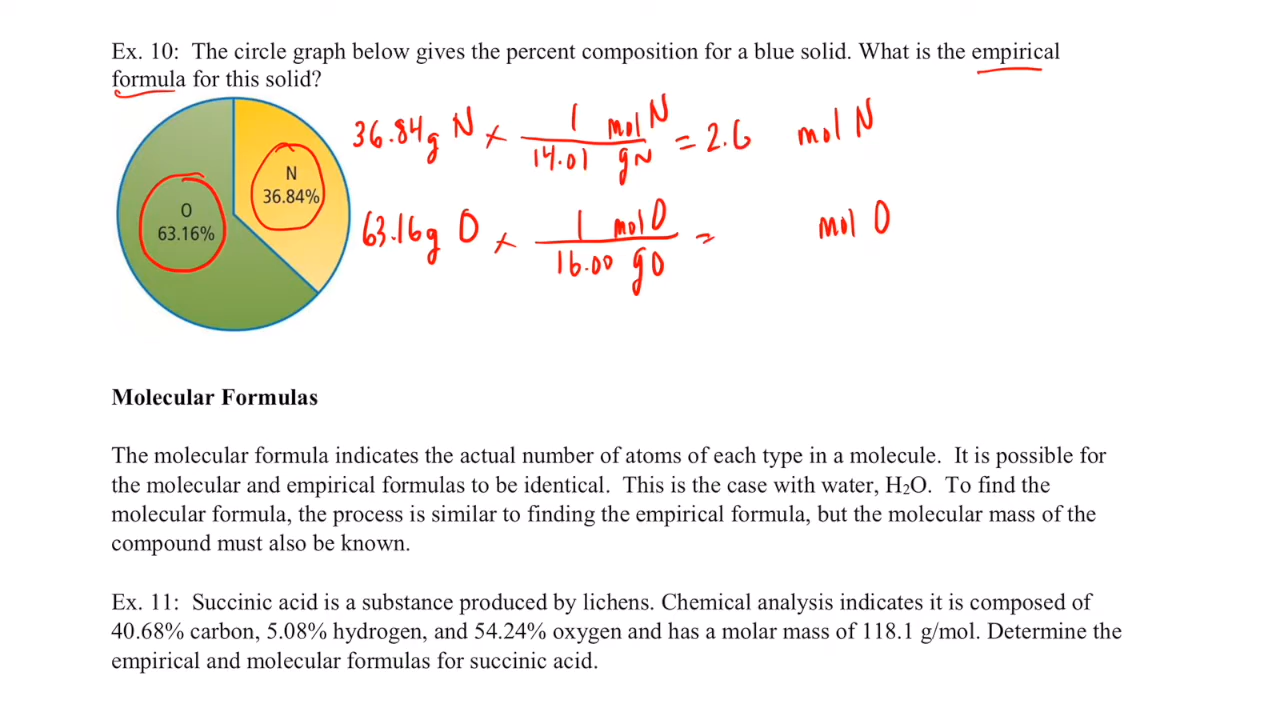 Ex. 10: The circle graph below gives the percent composition for a blue solid. What is the empirical
formula for this solid?
N
36.84%
O
63.16%
36.84g N × 1 mol N / 14.01 gN = 2.6 mol N
63.16g O × 1 mol O / 16.00 gO = mol O
Molecular Formulas
The molecular formula indicates the actual number of atoms of each type in a molecule. It is possible for
the molecular and empirical formulas to be identical. This is the case with water, H₂O. To find the
molecular formula, the process is similar to finding the empirical formula, but the molecular mass of the
compound must also be known.
Ex. 11: Succinic acid is a substance produced by lichens. Chemical analysis indicates it is composed of
40.68% carbon, 5.08% hydrogen, and 54.24% oxygen and has a molar mass of 118.1 g/mol. Determine the
empirical and molecular formulas for succinic acid.